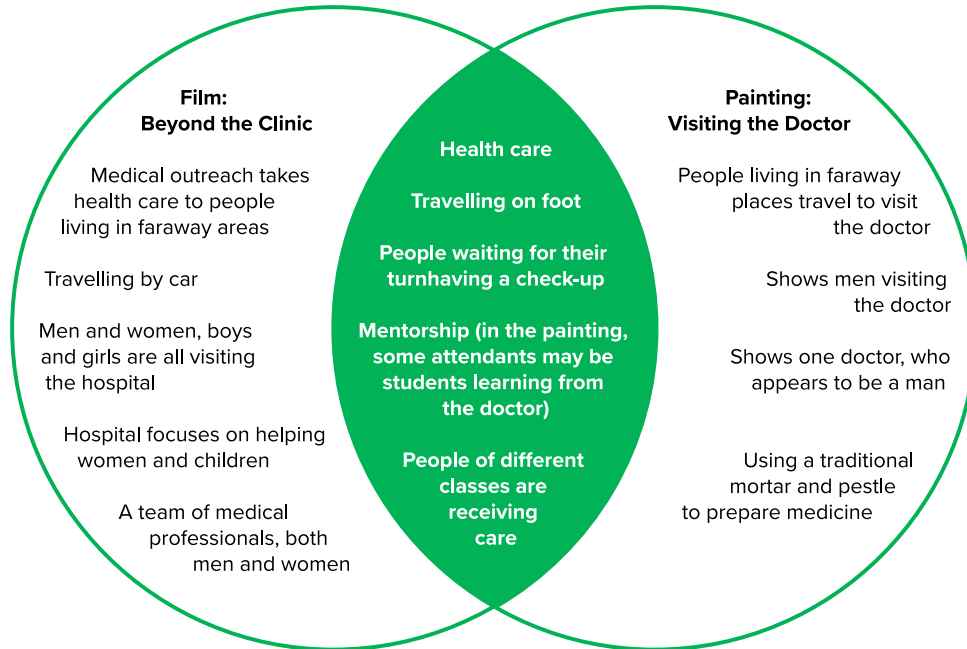 Film:
Beyond the Clinic
Medical outreach takes
health care to people
living in faraway areas
Travelling by car
Men and women, boys
and girls are all visiting
the hospital
Hospital focuses on helping
women and children
A team of medical
professionals, both
men and women
Health care
Travelling on foot
People waiting for their
turnhaving a check-up
Mentorship (in the painting,
some attendants may be
students learning from
the doctor)
People of different
classes are
receiving
care
Painting:
Visiting the Doctor
People living in faraway
places travel to visit
the doctor
Shows men visiting
the doctor
Shows one doctor, who
appears to be a man
Using a traditional
mortar and pestle
to prepare medicine